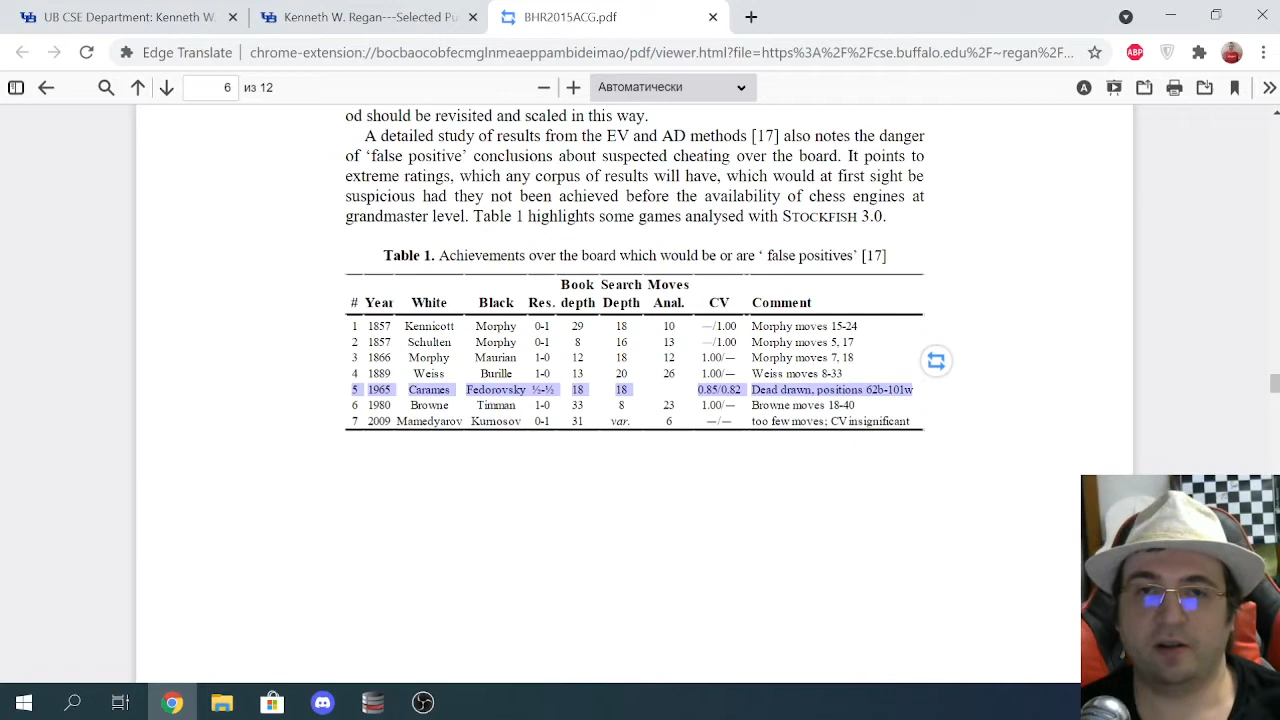 UB CSE Department: Kenneth W.
Kenneth W. Regan---Selected Pu
BHR2015ACG.pdf
Edge Translate
chrome-extension://bocbaocobfecmglnmeaeppambideimao/pdf/viewer.html?file=https%3A%2F%2Fcse.buffalo.edu%2F~regan%2F...
ABP
6 из 12
Автоматически
od should be revisited and scaled in this way.
A detailed study of results from the EV and AD methods [17] also notes the danger
of ‘false positive’ conclusions about suspected cheating over the board. It points to
extreme ratings, which any corpus of results will have, which would at first sight be
suspicious had they not been achieved before the availability of chess engines at
grandmaster level. Table 1 highlights some games analysed with STOCKFISH 3.0.
Table 1. Achievements over the board which would be or are ‘ false positives’ [17]
Book Search Moves
# Year White Black Res. depth Depth Anal. CV Comment
1 1857 Kennicott Morphy 0-1 29 18 10 —/1.00 Morphy moves 15-24
2 1857 Schulten Morphy 0-1 8 16 13 —/1.00 Morphy moves 5, 17
3 1866 Morphy Maurian 1-0 12 18 12 1.00/— Morphy moves 7, 18
4 1889 Weiss Burille 1-0 13 20 26 1.00/— Weiss moves 8-33
5 1965 Carames Fedorovsky ½-½ 18 18 0.85/0.82 Dead drawn, positions 62b-101w
6 1980 Browne Timman 1-0 33 8 23 1.00/— Browne moves 18-40
7 2009 Mamedyarov Kurnosov 0-1 31 var. 6 —/— too few moves; CV insignificant